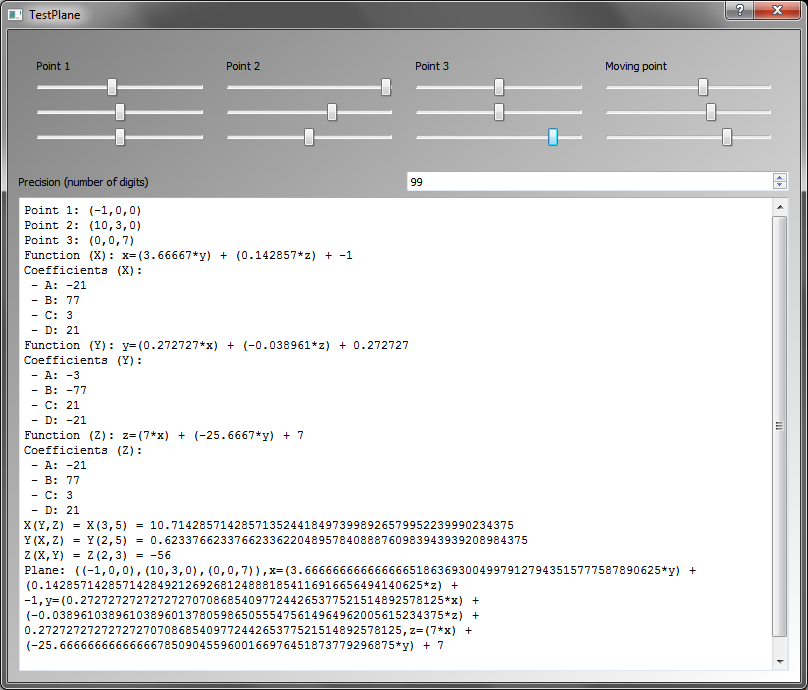 TestPlane
Point 1 Point 2 Point 3 Moving point
Precision (number of digits) 99
Point 1: (-1,0,0)
Point 2: (10,3,0)
Point 3: (0,0,7)
Function (X): x=(3.66667*y) + (0.142857*z) + -1
Coefficients (X):
 - A: -21
 - B: 77
 - C: 3
 - D: 21
Function (Y): y=(0.272727*x) + (-0.038961*z) + 0.272727
Coefficients (Y):
 - A: -3
 - B: -77
 - C: 21
 - D: -21
Function (Z): z=(7*x) + (-25.6667*y) + 7
Coefficients (Z):
 - A: -21
 - B: 77
 - C: 3
 - D: 21
X(Y,Z) = X(3,5) = 10.7142857142857135244184973998926579952239990234375
Y(X,Z) = Y(2,5) = 0.6233766233766233622048957840888760983943939208984375
Z(X,Y) = Z(2,3) = -56
Plane: ((-1,0,0),(10,3,0),(0,0,7)),x=(3.666666666666666518636930049979127943515777587890625*y) +
(0.142857142857142849212692681248881854116916656494140625*z) +
-1,y=(0.2727272727272727070868540977244265377521514892578125*x) +
(-0.03896103896103896013780598650555475614964962005615234375*z) +
0.2727272727272727070868540977244265377521514892578125,z=(7*x) +
(-25.666666666666667850904559600166976451873779296875*y) + 7